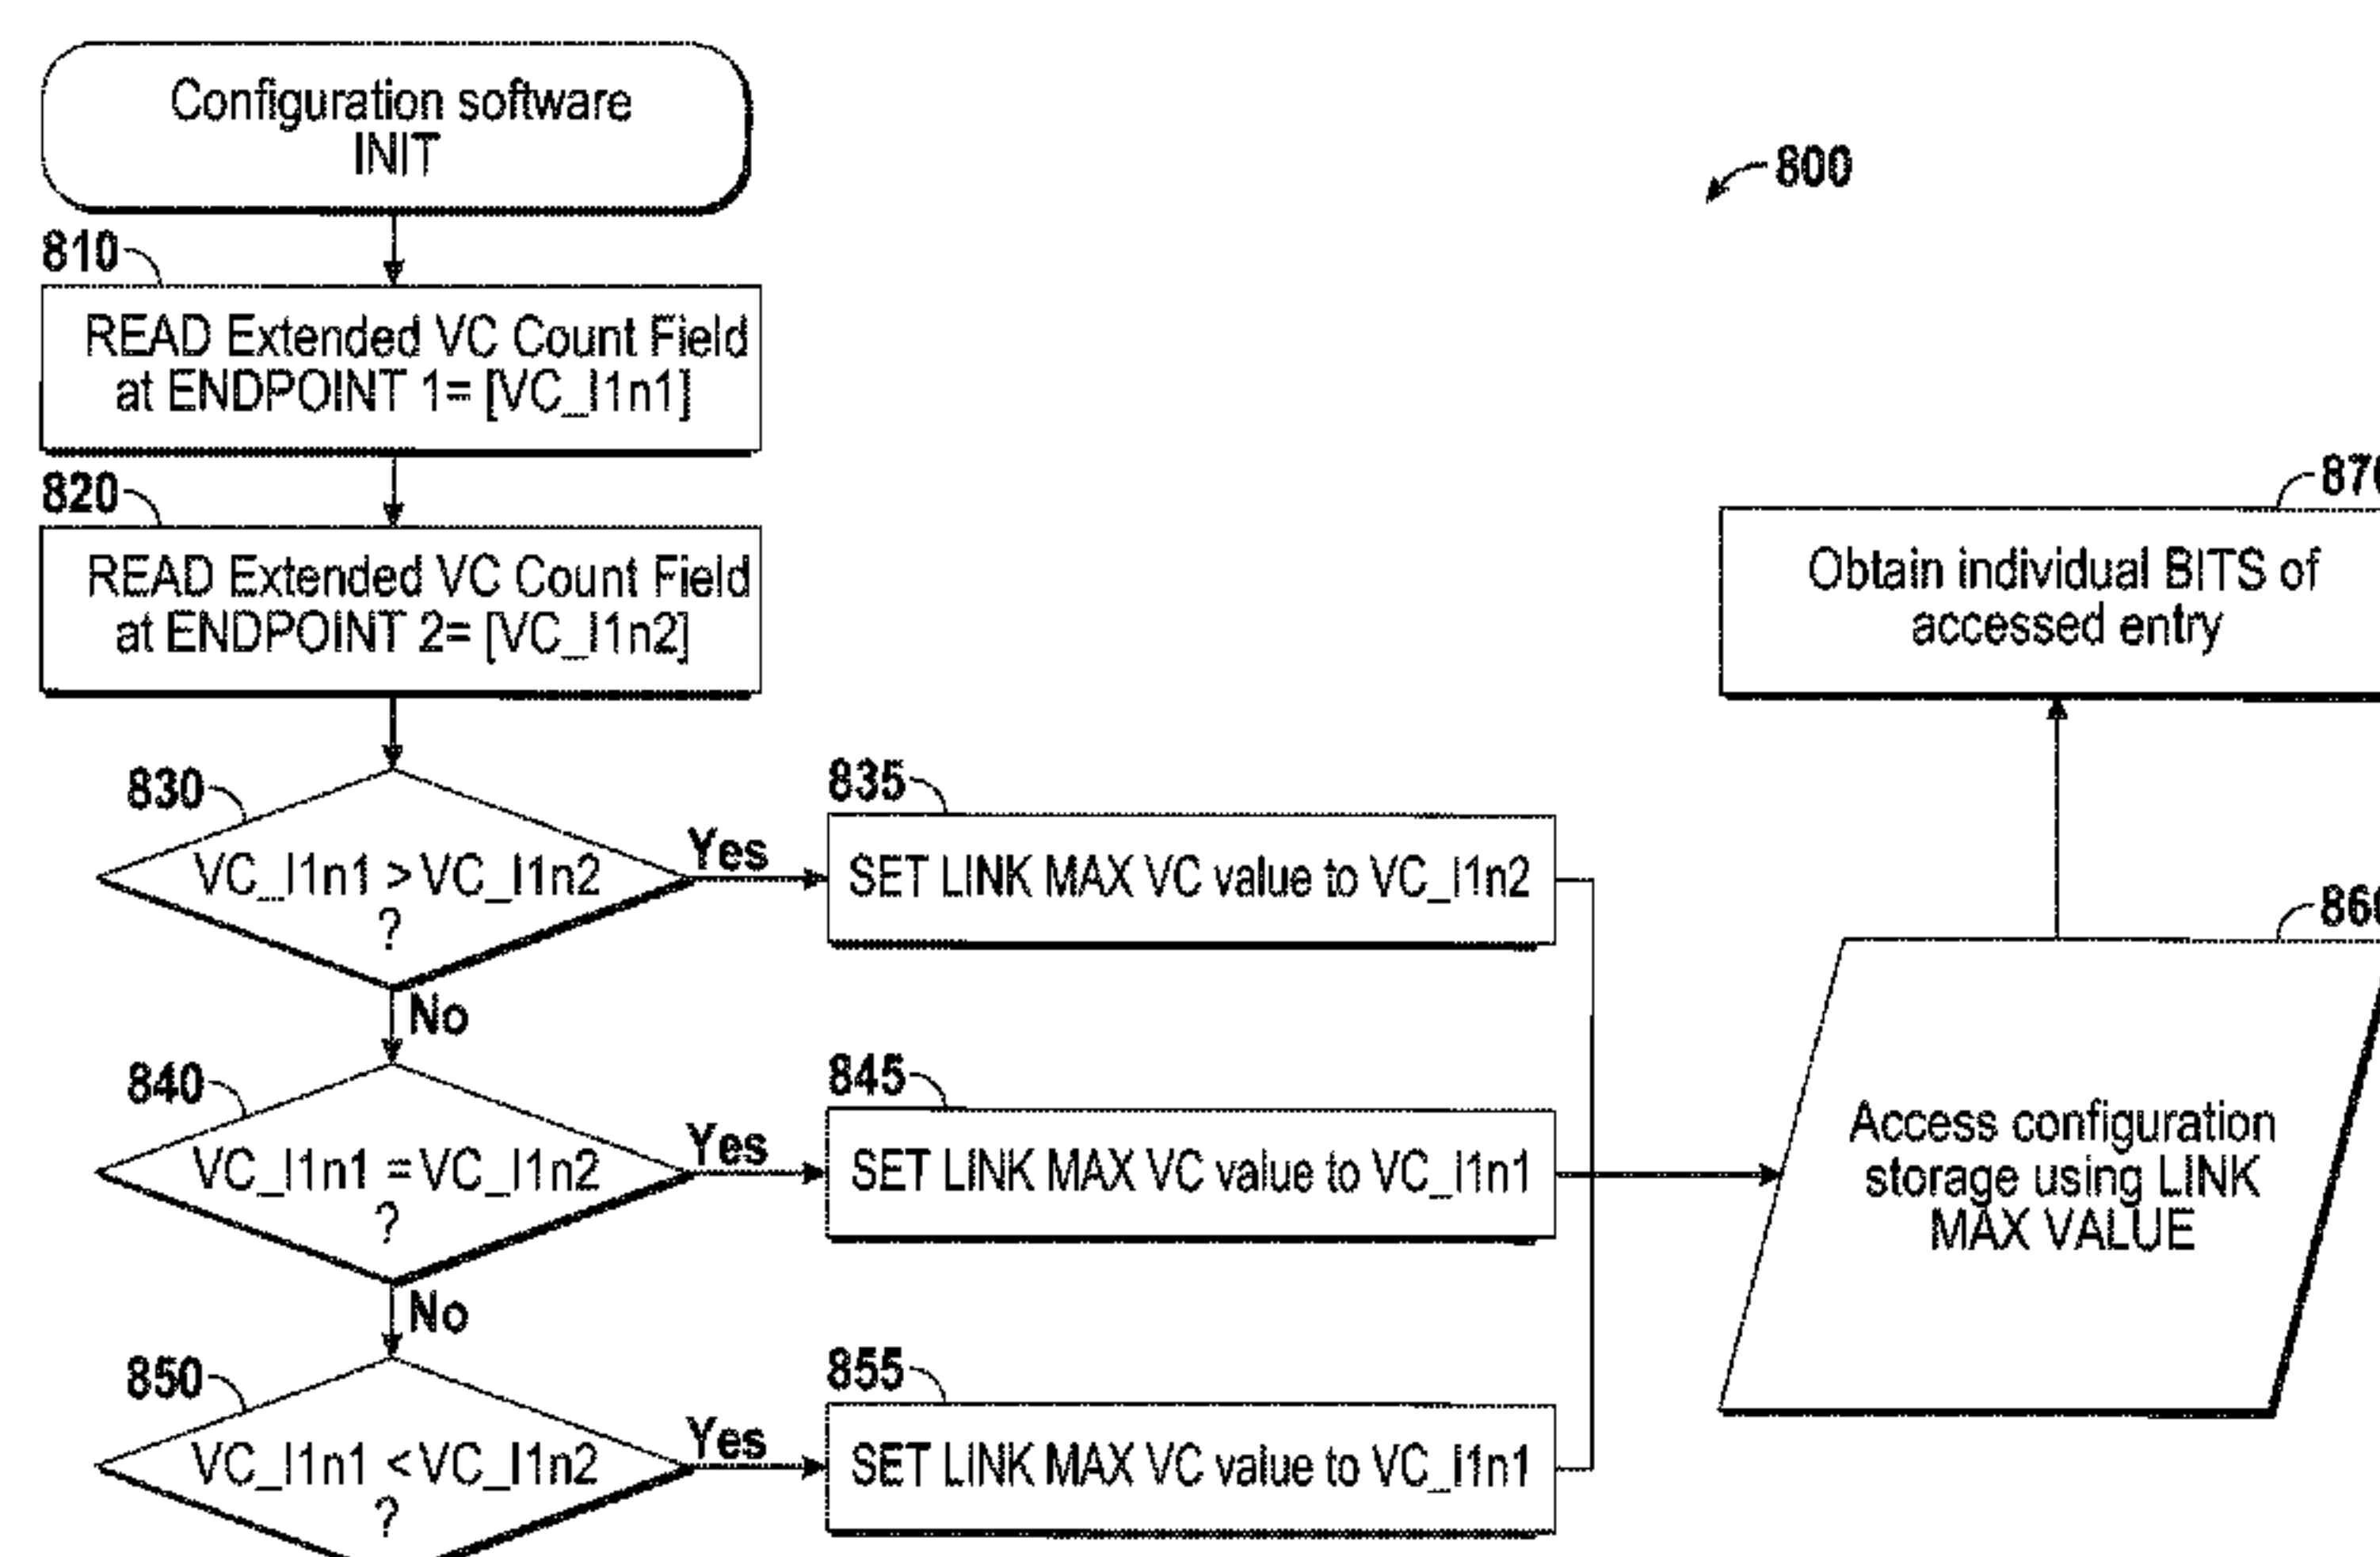 Configuration software
INIT
800
810
READ Extended VC Count Field
at ENDPOINT 1= [VC_l1n1]
820
READ Extended VC Count Field
at ENDPOINT 2= [VC_l1n2]
830
VC_l1n1 > VC_l1n2
?
Yes
No
835
SET LINK MAX VC value to VC_l1n2
840
VC_l1n1 = VC_l1n2
?
Yes
No
845
SET LINK MAX VC value to VC_l1n1
850
VC_l1n1 < VC_l1n2
?
Yes
855
SET LINK MAX VC value to VC_l1n1
860
Access configuration
storage using LINK
MAX VALUE
870
Obtain individual BITS of
accessed entry